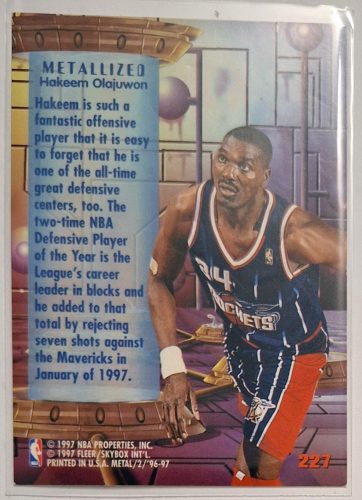 METALLIZED
Hakeem Olajuwon
Hakeem is such a
fantastic offensive
player that it is easy
to forget that he is
one of the all-time
great defensive
centers, too. The
two-time NBA
Defensive Player
of the Year is the
League's career
leader in blocks and
he added to that
total by rejecting
seven shots against
the Mavericks in
January of 1997.
34
ROCKETS
© 1997 NBA PROPERTIES, INC.
© 1997 FLEER/SKYBOX INT'L.
PRINTED IN U.S.A. METAL/2/'96-97
227